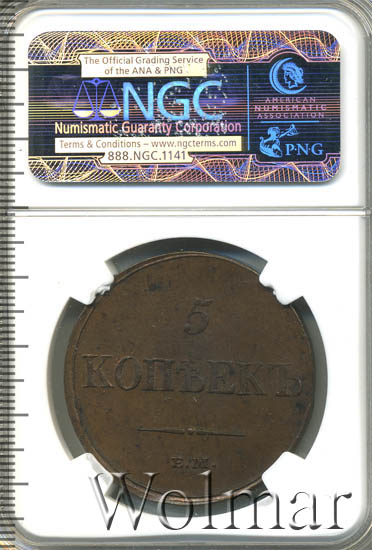 The Official Grading Service
of the ANA & PNG
NGC
Numismatic Guaranty Corporation
Terms & Conditions – www.ngcterms.com
888.NGC.1141
AMERICAN
NUMISMATIC
ASSOCIATION
P·N·G
5
КОПѢЕКЪ
Е.М.
Wolmar